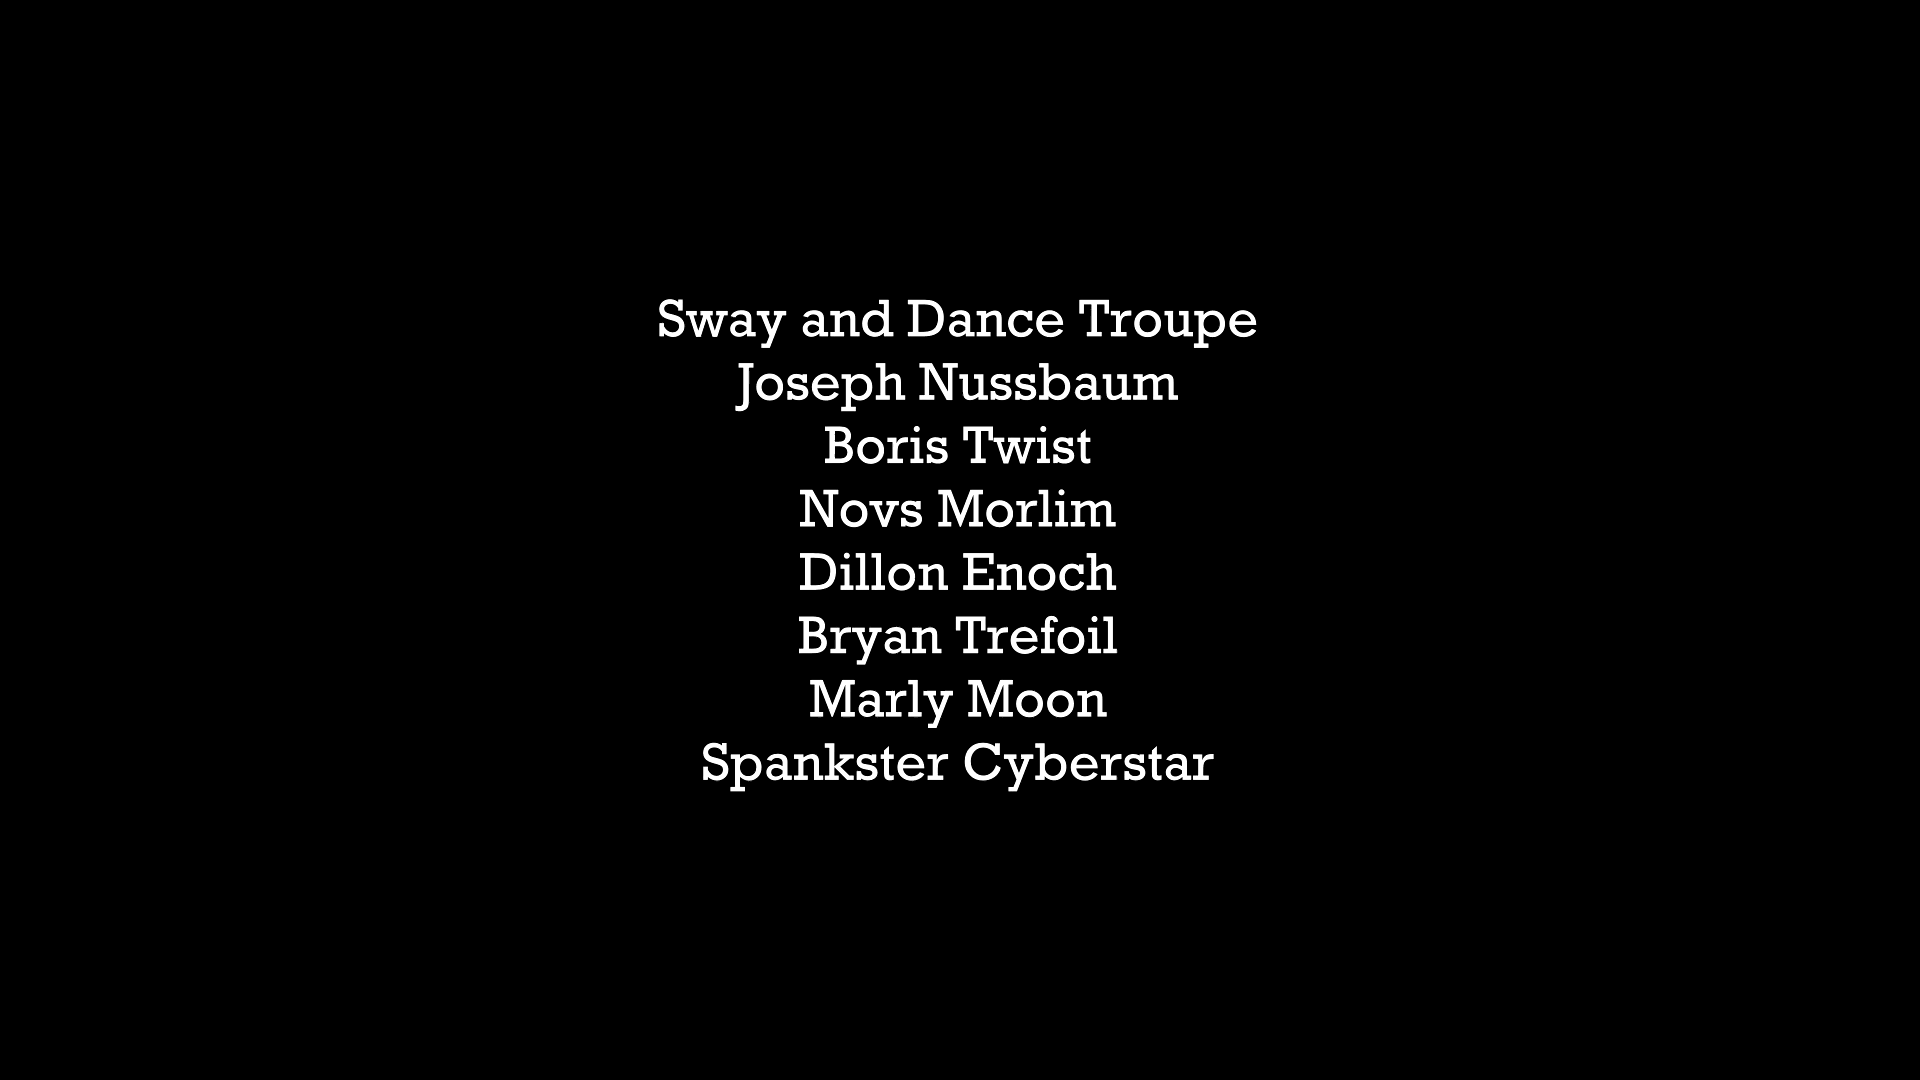 Sway and Dance Troupe
Joseph Nussbaum
Boris Twist
Novs Morlim
Dillon Enoch
Bryan Trefoil
Marly Moon
Spankster Cyberstar